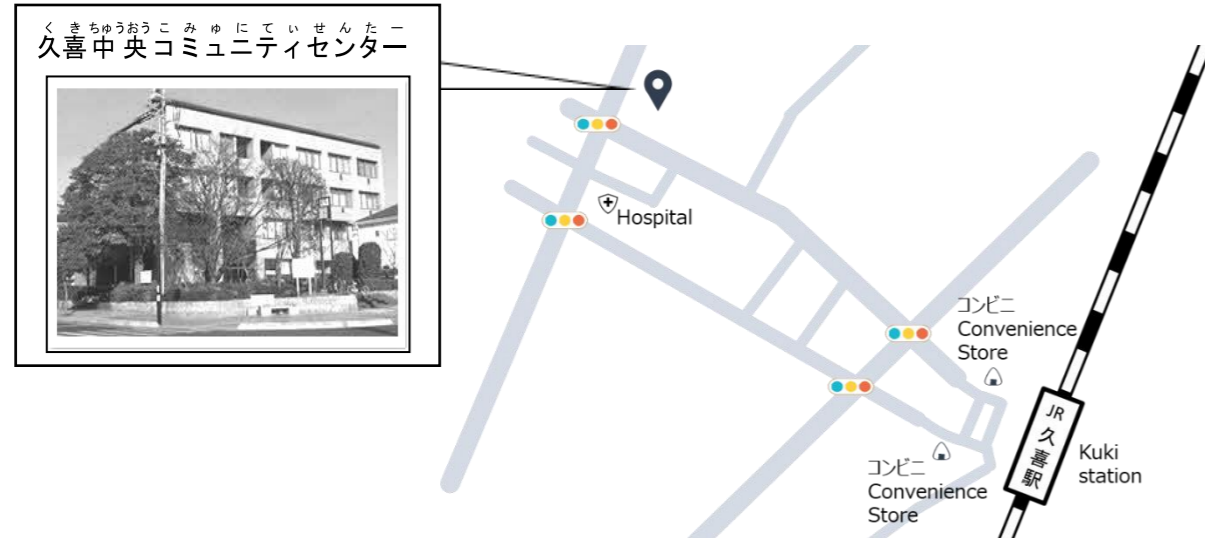 くきちゅうおうこみゅにてぃせんたー
久喜中央コミュニティセンター
Hospital
コンビニ
Convenience
Store
JR久喜駅
Kuki
station
コンビニ
Convenience
Store